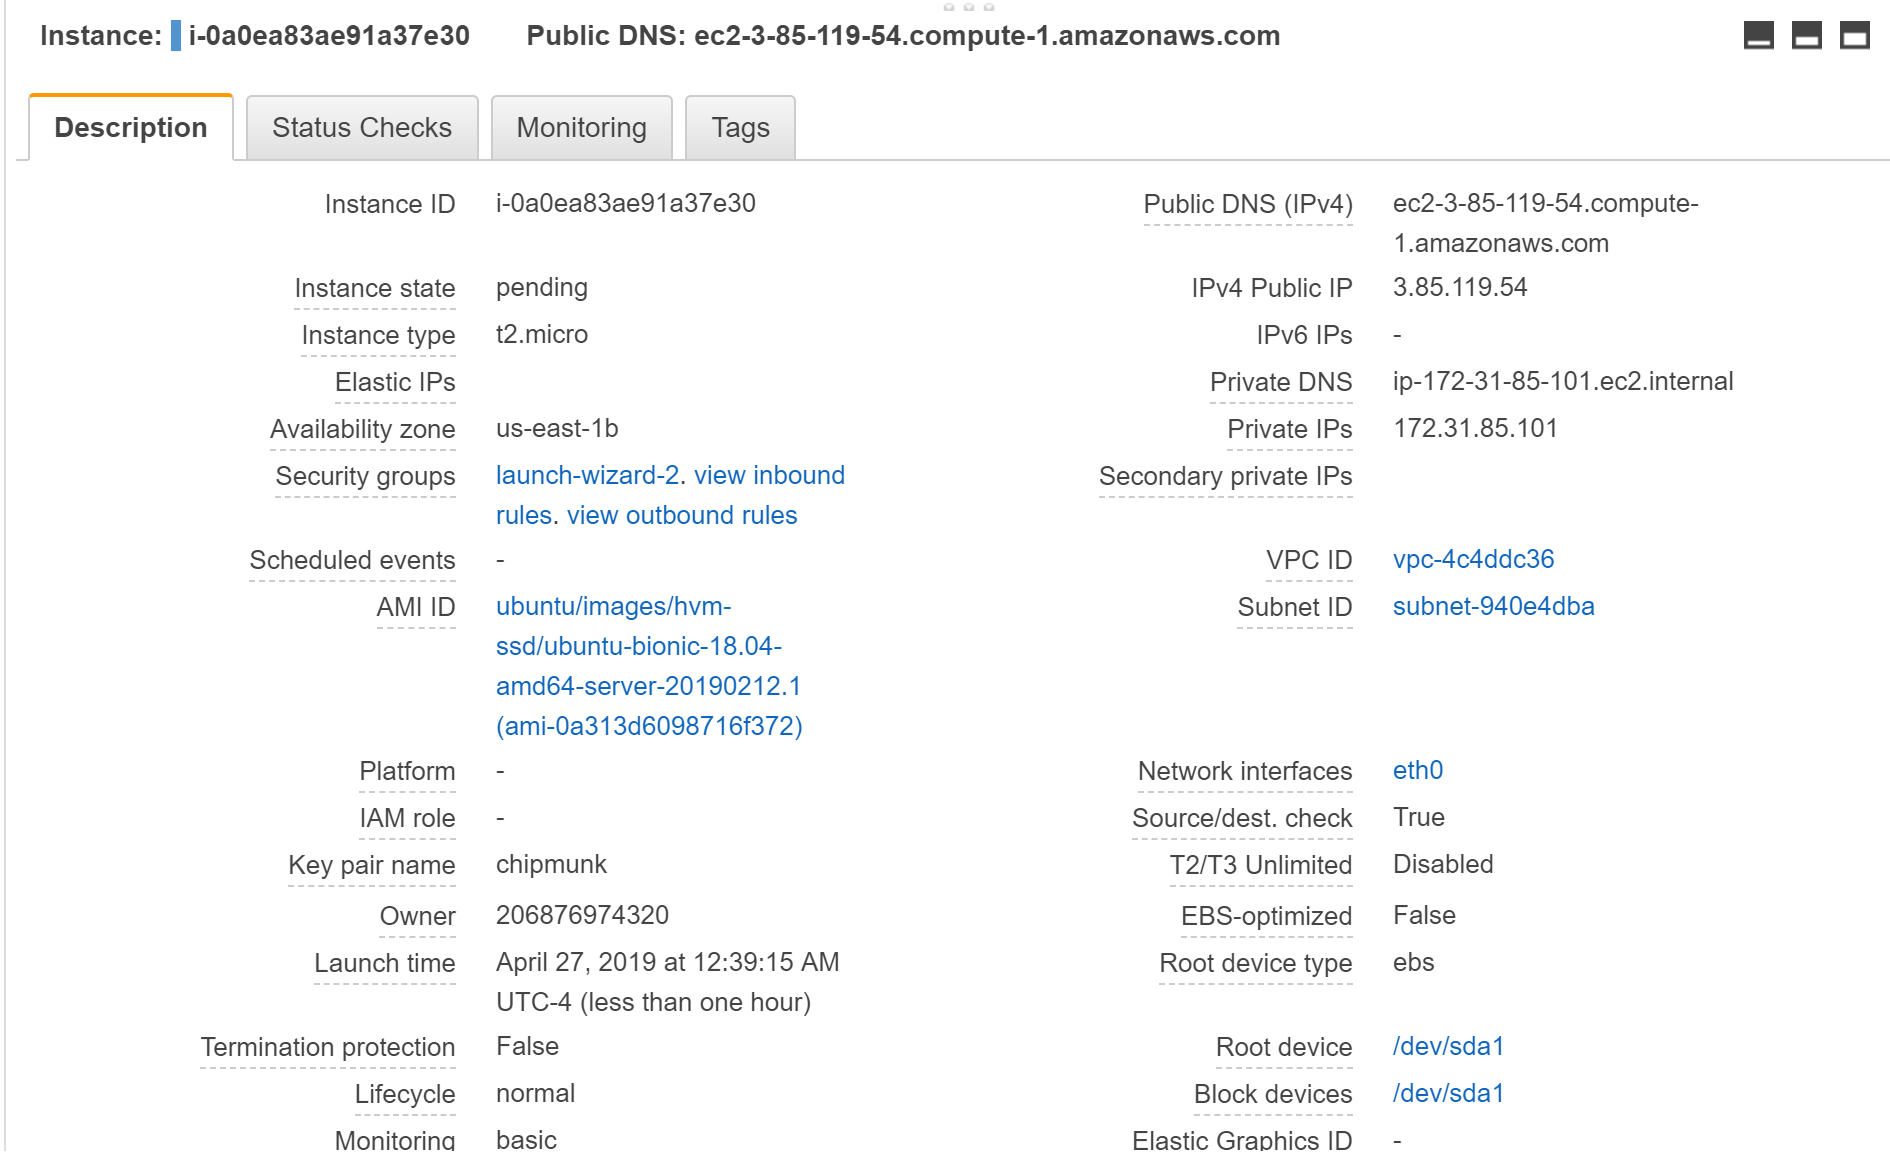 Instance: i-0a0ea83ae91a37e30 Public DNS: ec2-3-85-119-54.compute-1.amazonaws.com
Description Status Checks Monitoring Tags
Instance ID i-0a0ea83ae91a37e30
Public DNS (IPv4) ec2-3-85-119-54.compute-
1.amazonaws.com
Instance state pending
IPv4 Public IP 3.85.119.54
Instance type t2.micro
IPv6 IPs -
Elastic IPs
Private DNS ip-172-31-85-101.ec2.internal
Availability zone us-east-1b
Private IPs 172.31.85.101
Security groups launch-wizard-2. view inbound
rules. view outbound rules
Secondary private IPs
Scheduled events -
VPC ID vpc-4c4ddc36
AMI ID ubuntu/images/hvm-
ssd/ubuntu-bionic-18.04-
amd64-server-20190212.1
(ami-0a313d6098716f372)
Subnet ID subnet-940e4dba
Platform -
Network interfaces eth0
IAM role -
Source/dest. check True
Key pair name chipmunk
T2/T3 Unlimited Disabled
Owner 206876974320
EBS-optimized False
Launch time April 27, 2019 at 12:39:15 AM
UTC-4 (less than one hour)
Root device type ebs
Termination protection False
Root device /dev/sda1
Lifecycle normal
Block devices /dev/sda1
Monitoring basic
Elastic Graphics ID -